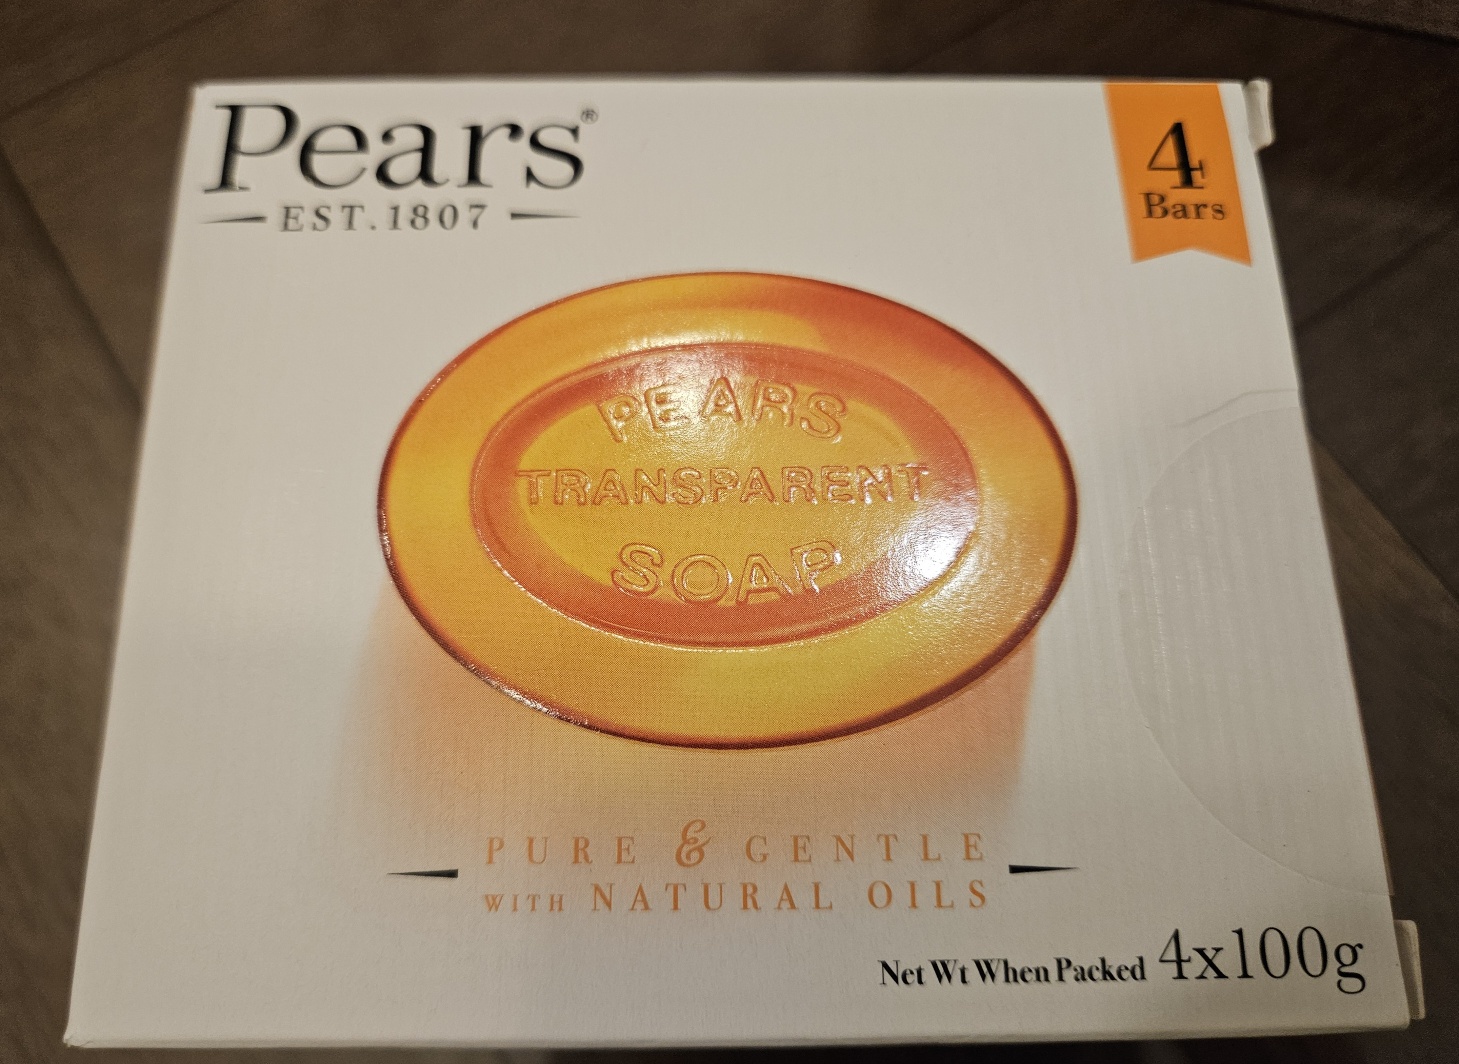 Pears®
EST.1807
4
Bars
PEARS
TRANSPARENT
SOAP
PURE & GENTLE
WITH NATURAL OILS
Net Wt When Packed 4x100g